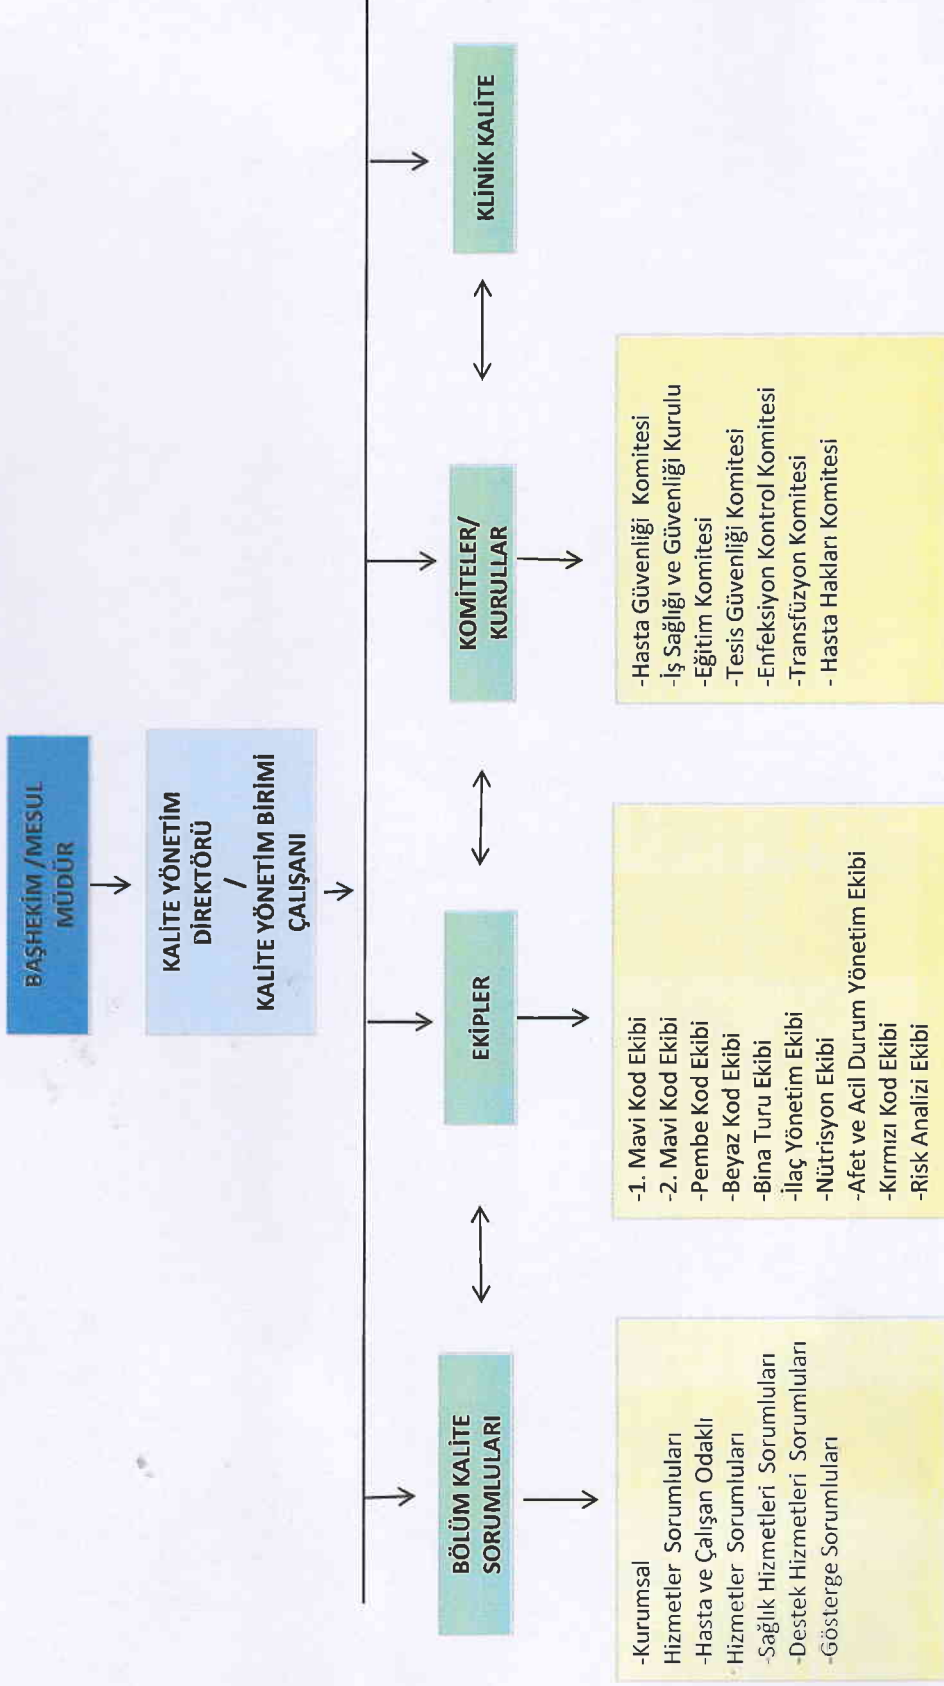 BAŞHEKİM /MESUL
MÜDÜR
KALİTE YÖNETİM
DİREKTÖRÜ
/
KALİTE YÖNETİM BİRİMİ
ÇALIŞANI
BÖLÜM KALİTE
SORUMLULARI
EKİPLER
KOMİTELER/
KURULLAR
KLİNİK KALİTE
-Kurumsal
Hizmetler Sorumluları
-Hasta ve Çalışan Odaklı
Hizmetler Sorumluları
-Sağlık Hizmetleri Sorumluları
-Destek Hizmetleri Sorumluları
-Gösterge Sorumluları
-1. Mavi Kod Ekibi
-2. Mavi Kod Ekibi
-Pembe Kod Ekibi
-Beyaz Kod Ekibi
-Bina Turu Ekibi
-İlaç Yönetim Ekibi
-Nütrisyon Ekibi
-Afet ve Acil Durum Yönetim Ekibi
-Kırmızı Kod Ekibi
-Risk Analizi Ekibi
-Hasta Güvenliği Komitesi
-İş Sağlığı ve Güvenliği Kurulu
-Eğitim Komitesi
-Tesis Güvenliği Komitesi
-Enfeksiyon Kontrol Komitesi
-Transfüzyon Komitesi
- Hasta Hakları Komitesi